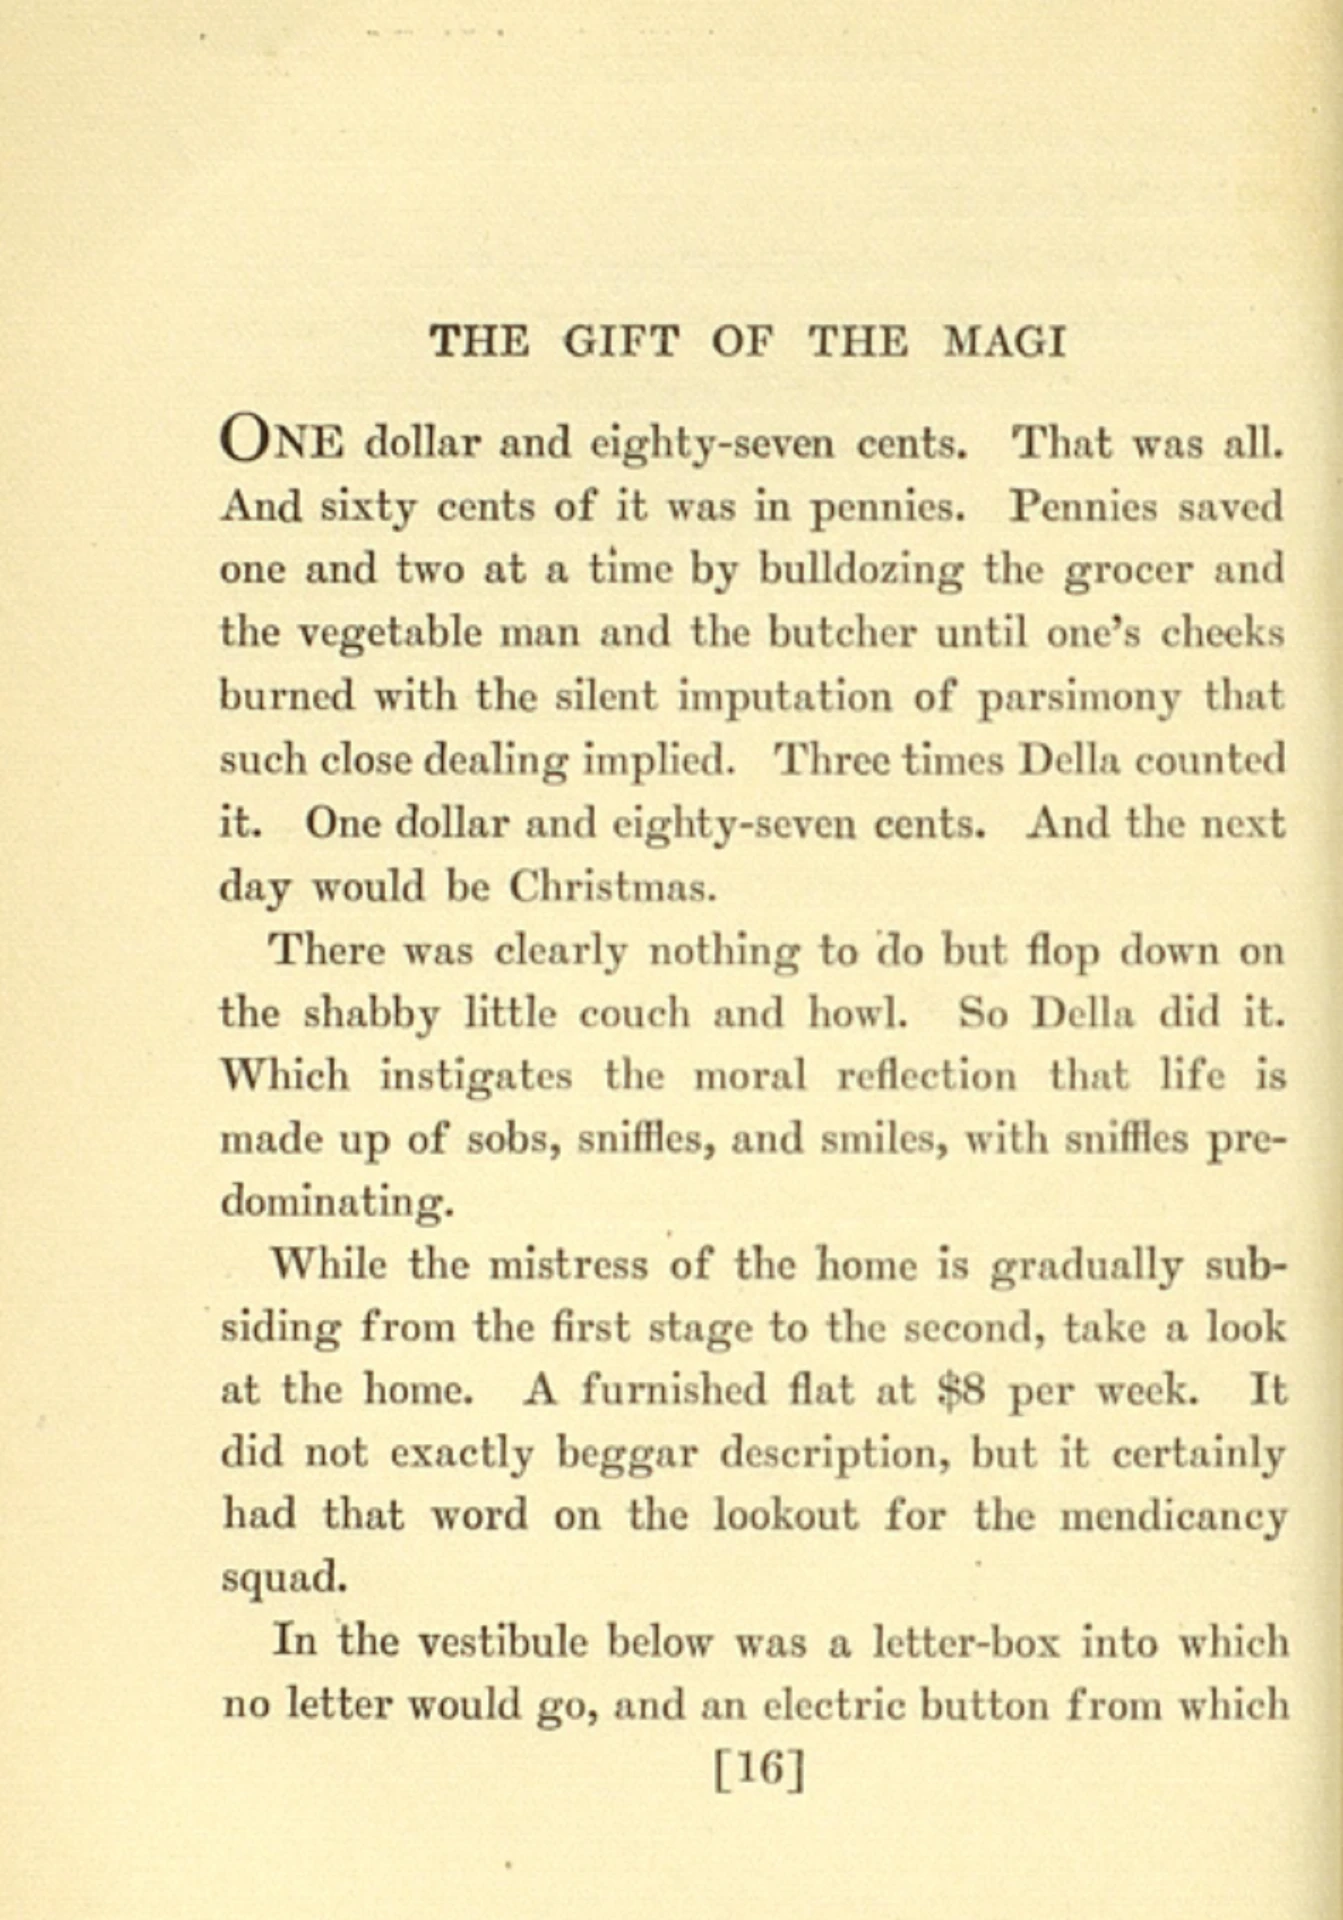 THE GIFT OF THE MAGI
ONE dollar and eighty-seven cents. That was all.
And sixty cents of it was in pennies. Pennies saved
one and two at a time by bulldozing the grocer and
the vegetable man and the butcher until one's cheeks
burned with the silent imputation of parsimony that
such close dealing implied. Three times Della counted
it. One dollar and eighty-seven cents. And the next
day would be Christmas.
There was clearly nothing to do but flop down on
the shabby little couch and howl. So Della did it.
Which instigates the moral reflection that life is
made up of sobs, sniffles, and smiles, with sniffles pre-
dominating.
While the mistress of the home is gradually sub-
siding from the first stage to the second, take a look
at the home. A furnished flat at $8 per week. It
did not exactly beggar description, but it certainly
had that word on the lookout for the mendicancy
squad.
In the vestibule below was a letter-box into which
no letter would go, and an electric button from which
[16]